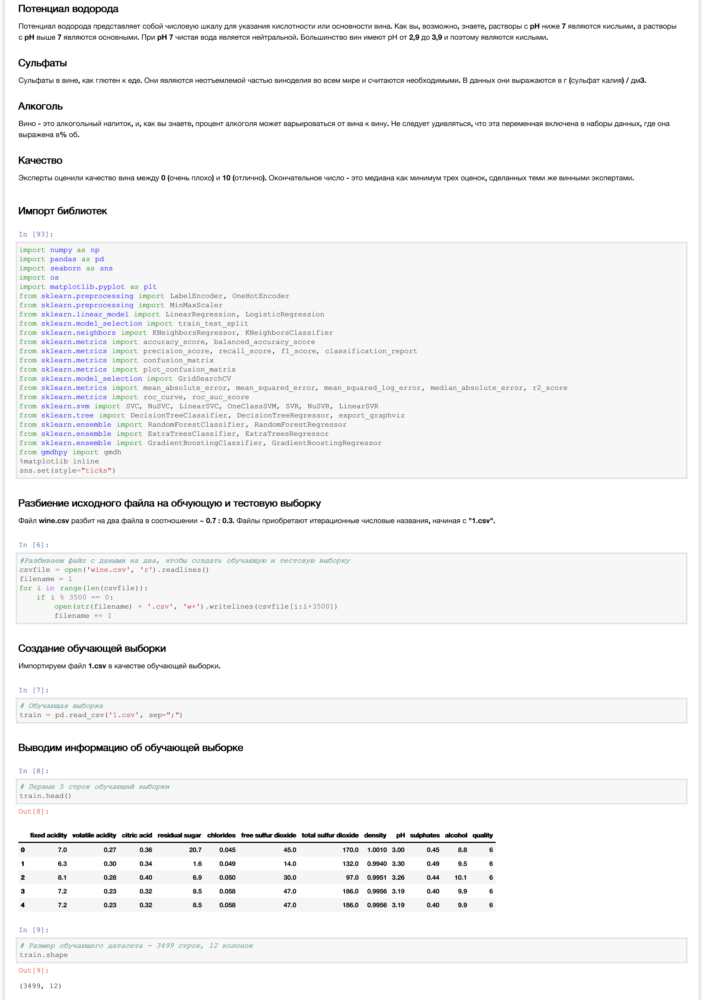 Потенциал водорода
Потенциал водорода представляет собой числовую шкалу для указания кислотности или основности вина. Как вы, возможно, знаете, растворы с pH ниже 7 являются кислыми, а растворы
с pH выше 7 являются основными. При pH 7 чистая вода является нейтральной. Большинство вин имеют pH от 2,9 до 3,9 и поэтому являются кислыми.
Сульфаты
Сульфаты в вине, как глютен к еде. Они являются неотъемлемой частью виноделия во всем мире и считаются необходимыми. В данных они выражаются в г (сульфат калия) / дм3.
Алкоголь
Вино - это алкогольный напиток, и, как вы знаете, процент алкоголя может варьироваться от вина к вину. Не следует удивляться, что эта переменная включена в наборы данных, где она
выражена в% об.
Качество
Эксперты оценили качество вина между 0 (очень плохо) и 10 (отлично). Окончательное число - это медиана как минимум трех оценок, сделанных теми же винными экспертами.
Импорт библиотек
In [93]:
import numpy as np
import pandas as pd
import seaborn as sns
import os
import matplotlib.pyplot as plt
from sklearn.preprocessing import LabelEncoder, OneHotEncoder
from sklearn.preprocessing import MinMaxScaler
from sklearn.linear_model import LinearRegression, LogisticRegression
from sklearn.model_selection import train_test_split
from sklearn.neighbors import KNeighborsRegressor, KNeighborsClassifier
from sklearn.metrics import accuracy_score, balanced_accuracy_score
from sklearn.metrics import precision_score, recall_score, f1_score, classification_report
from sklearn.metrics import confusion_matrix
from sklearn.metrics import plot_confusion_matrix
from sklearn.model_selection import GridSearchCV
from sklearn.metrics import mean_absolute_error, mean_squared_error, mean_squared_log_error, median_absolute_error, r2_score
from sklearn.metrics import roc_curve, roc_auc_score
from sklearn.svm import SVC, NuSVC, LinearSVC, OneClassSVM, SVR, NuSVR, LinearSVR
from sklearn.tree import DecisionTreeClassifier, DecisionTreeRegressor, export_graphviz
from sklearn.ensemble import RandomForestClassifier, RandomForestRegressor
from sklearn.ensemble import ExtraTreesClassifier, ExtraTreesRegressor
from sklearn.ensemble import GradientBoostingClassifier, GradientBoostingRegressor
from gmdhpy import gmdh
%matplotlib inline
sns.set(style="ticks")
Разбиение исходного файла на обчующую и тестовую выборку
Файл wine.csv разбит на два файла в соотношении ~ 0.7 : 0.3. Файлы приобретают итерационные числовые названия, начиная с "1.csv".
In [6]:
#Разбиваем файл с даными на два, чтобы создать обучающую и тестовую выборку
csvfile = open('wine.csv', 'r').readlines()
filename = 1
for i in range(len(csvfile)):
    if i % 3500 == 0:
        open(str(filename) + '.csv', 'w+').writelines(csvfile[i:i+3500])
        filename += 1
Создание обучающей выборки
Импортируем файл 1.csv в качестве обучающей выборки.
In [7]:
# Обучающая выборка
train = pd.read_csv('1.csv', sep=";")
Выводим информацию об обучающей выборке
In [8]:
# Первые 5 строк обучающнй выборки
train.head()
Out[8]:
fixed acidity volatile acidity citric acid residual sugar chlorides free sulfur dioxide total sulfur dioxide density pH sulphates alcohol quality
0 7.0 0.27 0.36 20.7 0.045 45.0 170.0 1.0010 3.00 0.45 8.8 6
1 6.3 0.30 0.34 1.6 0.049 14.0 132.0 0.9940 3.30 0.49 9.5 6
2 8.1 0.28 0.40 6.9 0.050 30.0 97.0 0.9951 3.26 0.44 10.1 6
3 7.2 0.23 0.32 8.5 0.058 47.0 186.0 0.9956 3.19 0.40 9.9 6
4 7.2 0.23 0.32 8.5 0.058 47.0 186.0 0.9956 3.19 0.40 9.9 6
In [9]:
# Размер обучающего датасета - 3499 строк, 12 колонок
train.shape
Out[9]:
(3499, 12)